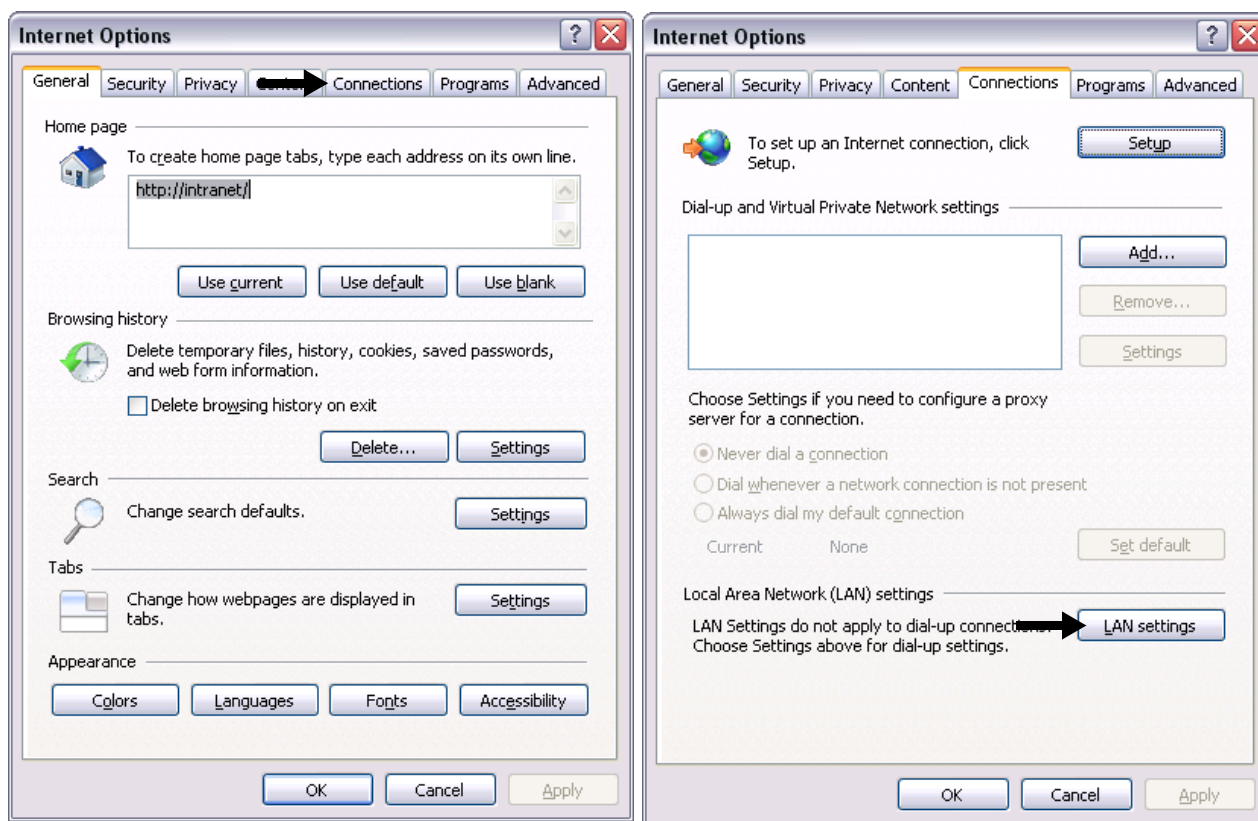 Internet Options
General Security Privacy Connections Programs Advanced
Home page
To create home page tabs, type each address on its own line.
http://intranet/
Use current Use default Use blank
Browsing history
Delete temporary files, history, cookies, saved passwords,
and web form information.
Delete browsing history on exit
Delete... Settings
Search
Change search defaults.
Settings
Tabs
Change how webpages are displayed in
tabs.
Settings
Appearance
Colors Languages Fonts Accessibility
OK Cancel Apply
Internet Options
General Security Privacy Content Connections Programs Advanced
To set up an Internet connection, click
Setup.
Setup
Dial-up and Virtual Private Network settings
Add...
Remove...
Settings
Choose Settings if you need to configure a proxy
server for a connection.
Never dial a connection
Dial whenever a network connection is not present
Always dial my default connection
Current None
Set default
Local Area Network (LAN) settings
LAN Settings do not apply to dial-up connections.
Choose Settings above for dial-up settings.
LAN settings
OK Cancel Apply